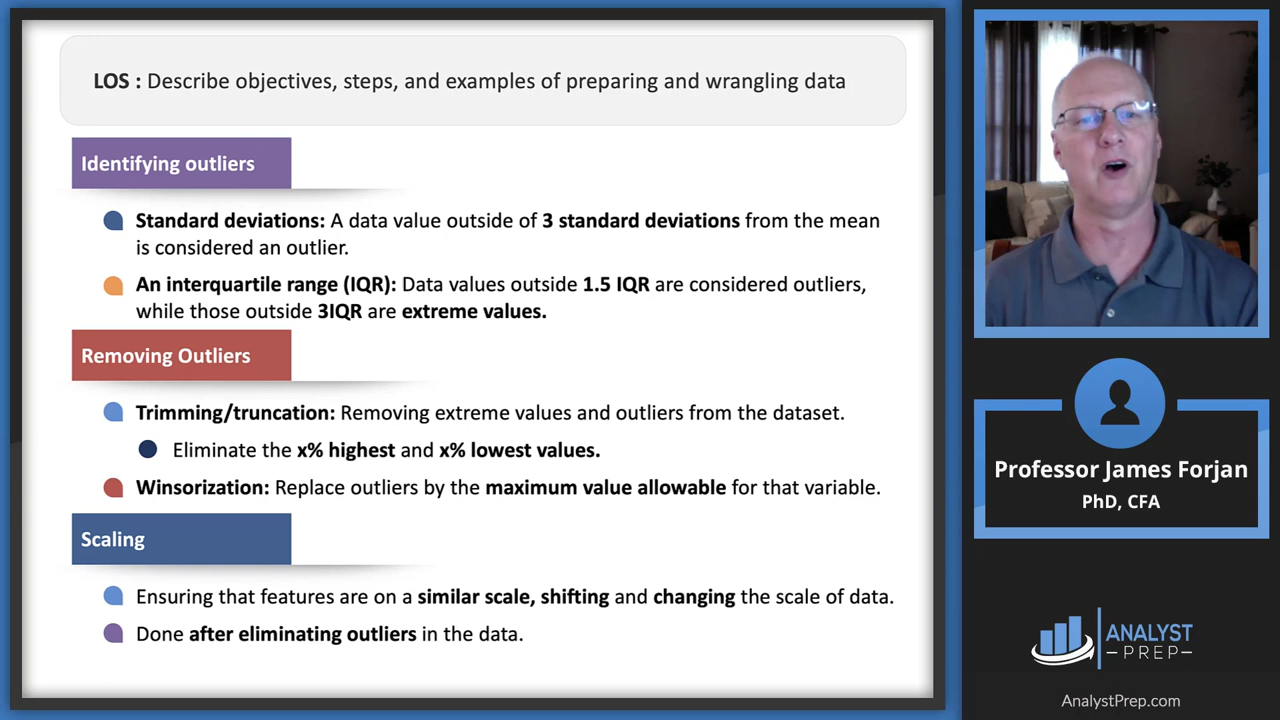 LOS : Describe objectives, steps, and examples of preparing and wrangling data
Identifying outliers
Standard deviations: A data value outside of 3 standard deviations from the mean
is considered an outlier.
An interquartile range (IQR): Data values outside 1.5 IQR are considered outliers,
while those outside 3IQR are extreme values.
Removing Outliers
Trimming/truncation: Removing extreme values and outliers from the dataset.
Eliminate the x% highest and x% lowest values.
Winsorization: Replace outliers by the maximum value allowable for that variable.
Scaling
Ensuring that features are on a similar scale, shifting and changing the scale of data.
Done after eliminating outliers in the data.
Professor James Forjan
PhD, CFA
ANALYST
PREP
AnalystPrep.com